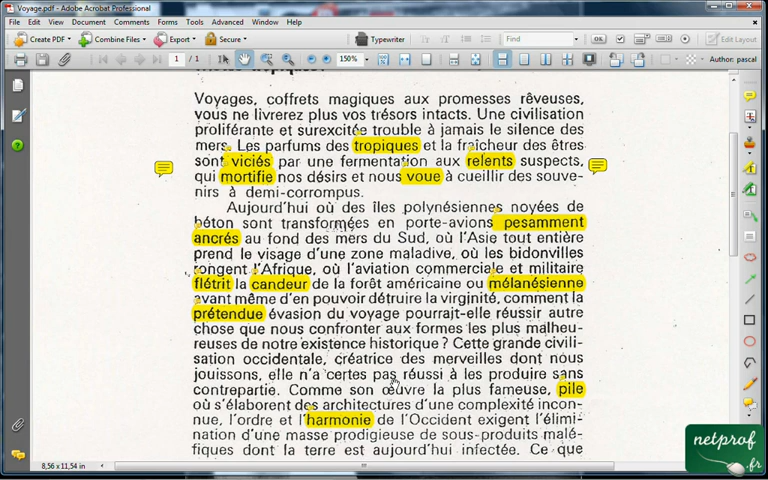 Voyage.pdf - Adobe Acrobat Professional
File Edit View Document Comments Forms Tools Advanced Window Help
Create PDF Combine Files Export Secure Typewriter Find Edit Layout
1 / 1 150% Author: pascal
Voyages, coffrets magiques aux promesses rêveuses,
vous ne livrerez plus vos trésors intacts. Une civilisation
proliférante et surexcitée trouble à jamais le silence des
mers. Les parfums des tropiques et la fraîcheur des êtres
sont viciés par une fermentation aux relents suspects,
qui mortifie nos désirs et nous voue à cueillir des souve-
nirs à demi-corrompus.
Aujourd'hui où des îles polynésiennes noyées de
béton sont transformées en porte-avions pesamment
ancrés au fond des mers du Sud, où l'Asie tout entière
prend le visage d'une zone maladive, où les bidonvilles
rongent l'Afrique, où l'aviation commerciale et militaire
flétrit la candeur de la forêt américaine ou mélanésienne
avant même d'en pouvoir détruire la virginité, comment la
prétendue évasion du voyage pourrait-elle réussir autre
chose que nous confronter aux formes les plus malheu-
reuses de notre existence historique ? Cette grande civili-
sation occidentale, créatrice des merveilles dont nous
jouissons, elle n'a certes pas réussi à les produire sans
contrepartie. Comme son œuvre la plus fameuse, pile
où s'élaborent des architectures d'une complexité incon-
nue, l'ordre et l'harmonie de l'Occident exigent l'élimi-
nation d'une masse prodigieuse de sous-produits malé-
fiques dont la terre est aujourd'hui infectée. Ce que
8,56 x 11,54 in
netprof
.fr